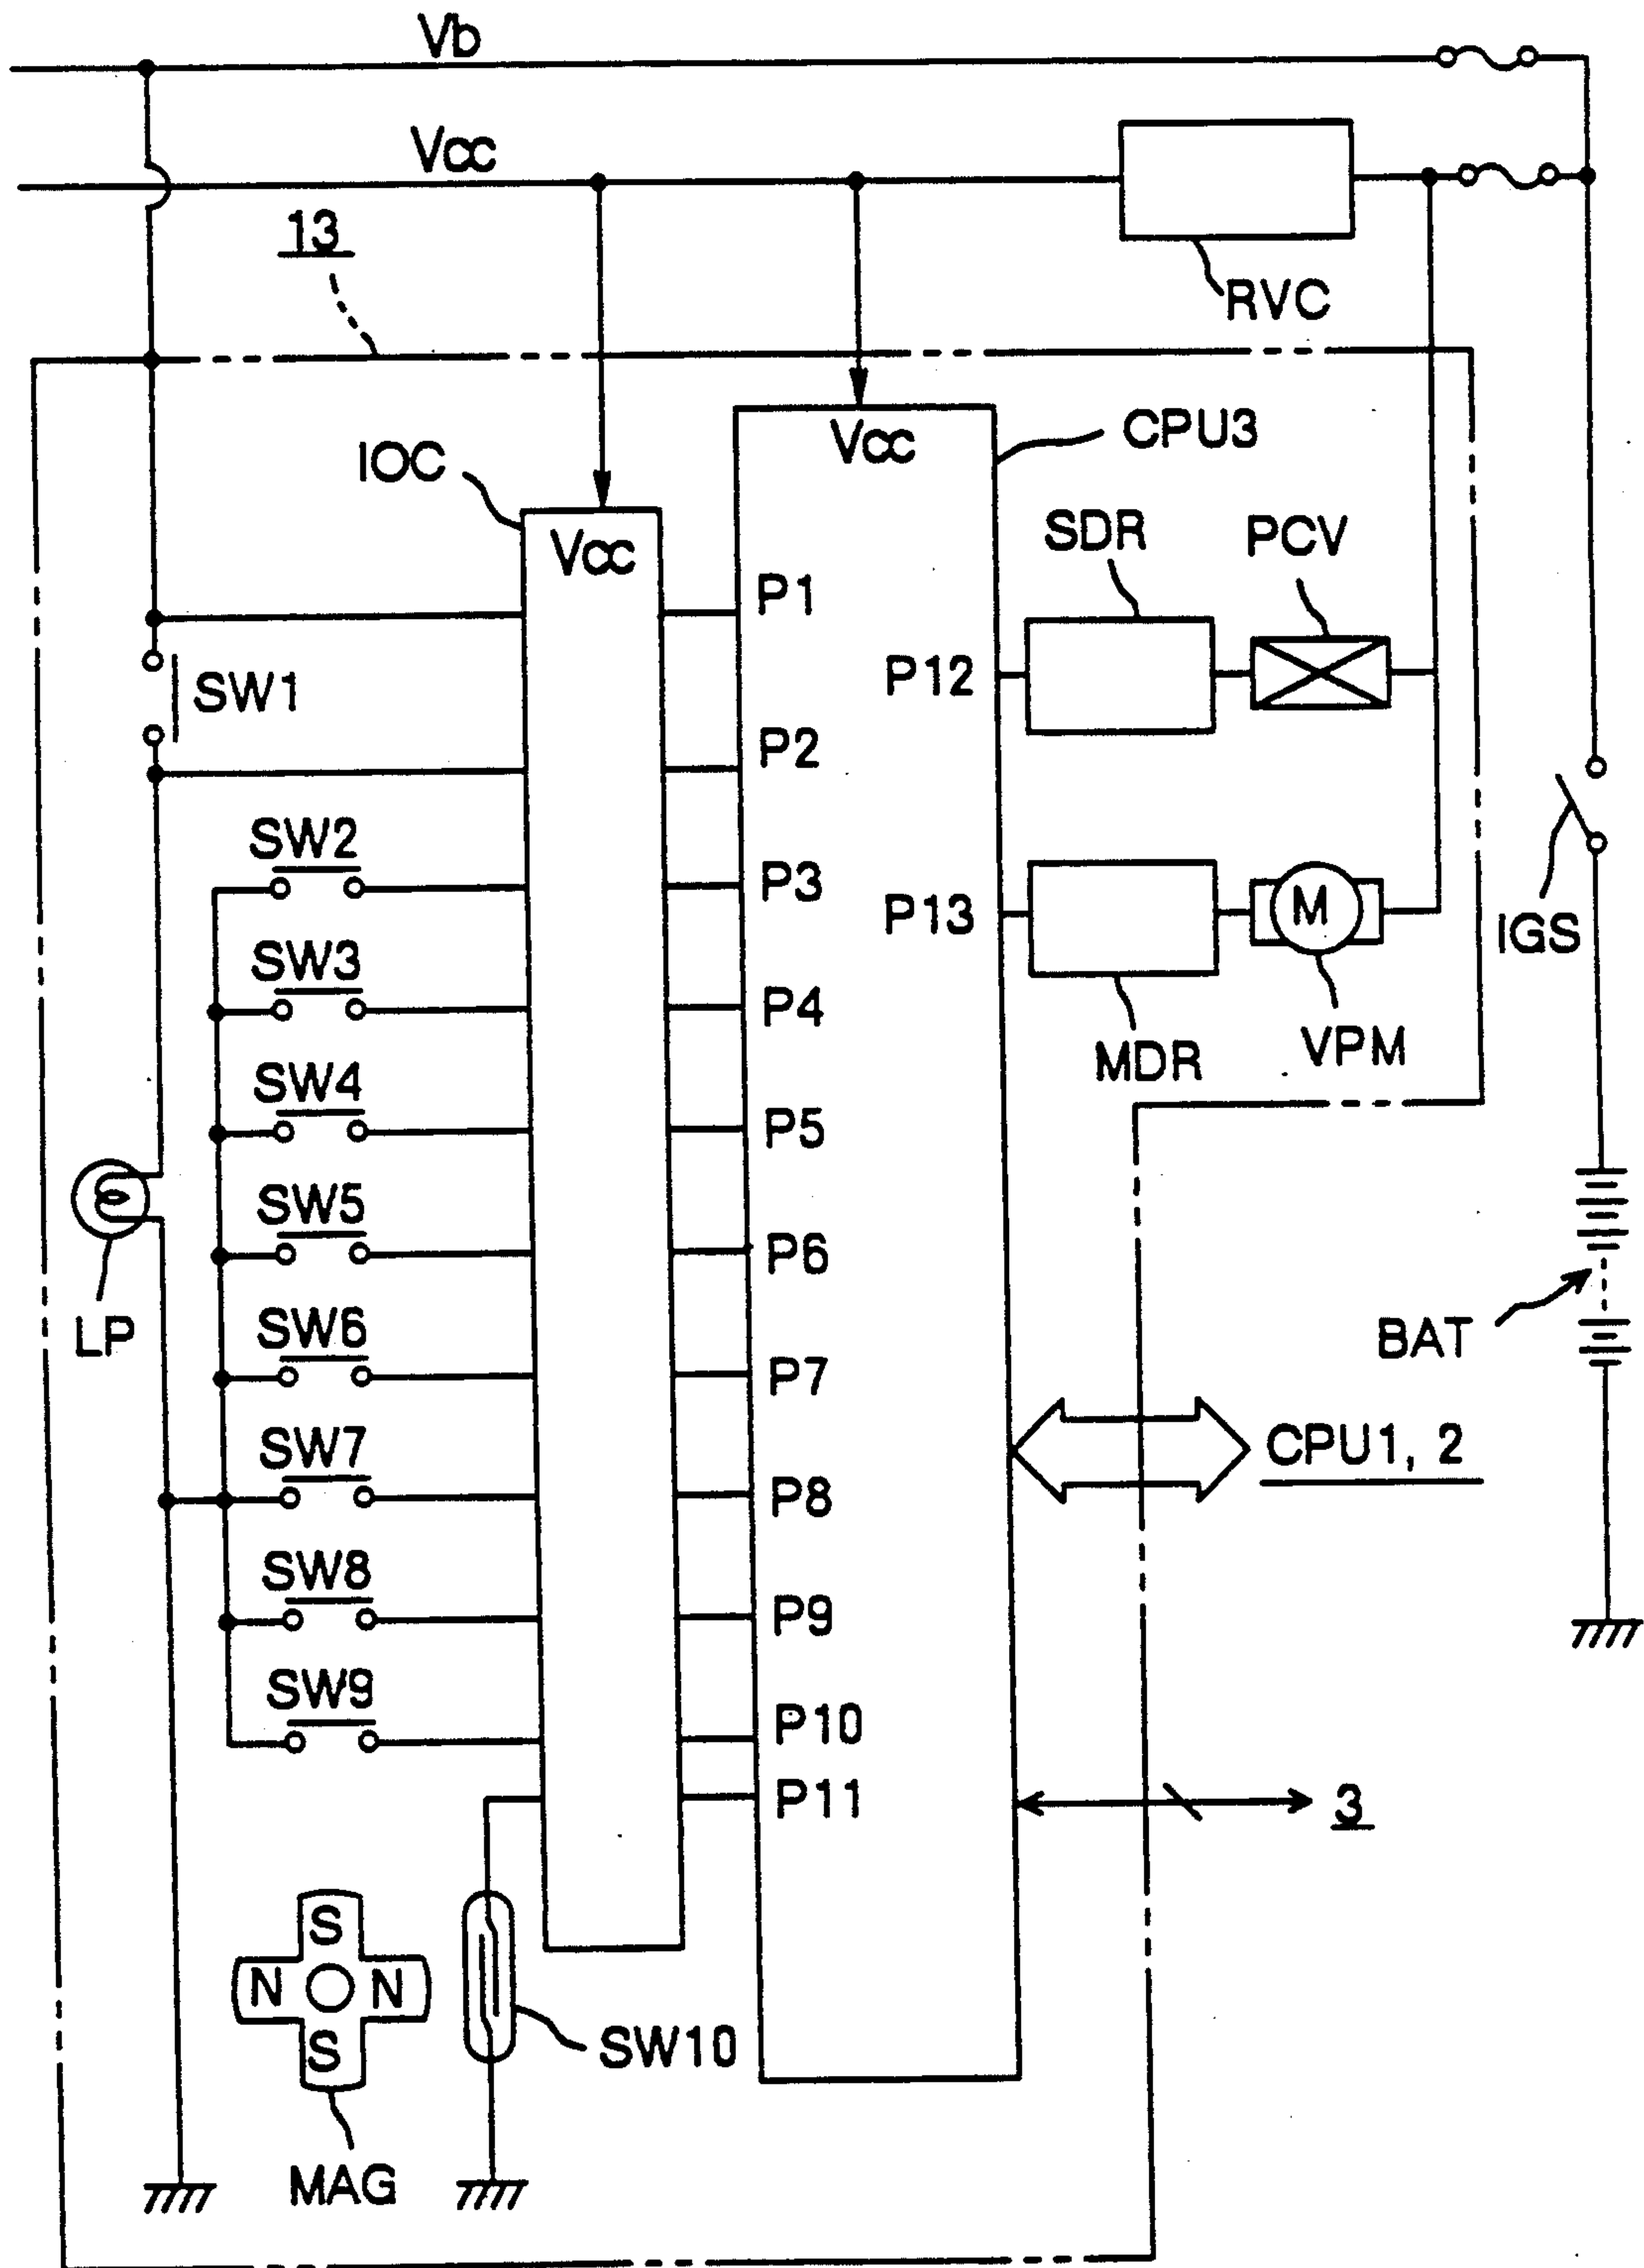 Vb
Vcc
13
RVC
IOC
Vcc
CPU3
Vcc
SDR
PCV
P1
P12
SW1
P2
SW2
P3
P13
M
IGS
SW3
P4
MDR
VPM
SW4
P5
SW5
P6
LP
BAT
SW6
P7
SW7
P8
CPU1, 2
SW8
P9
SW9
P10
P11
3
S
N
N
S
SW10
MAG